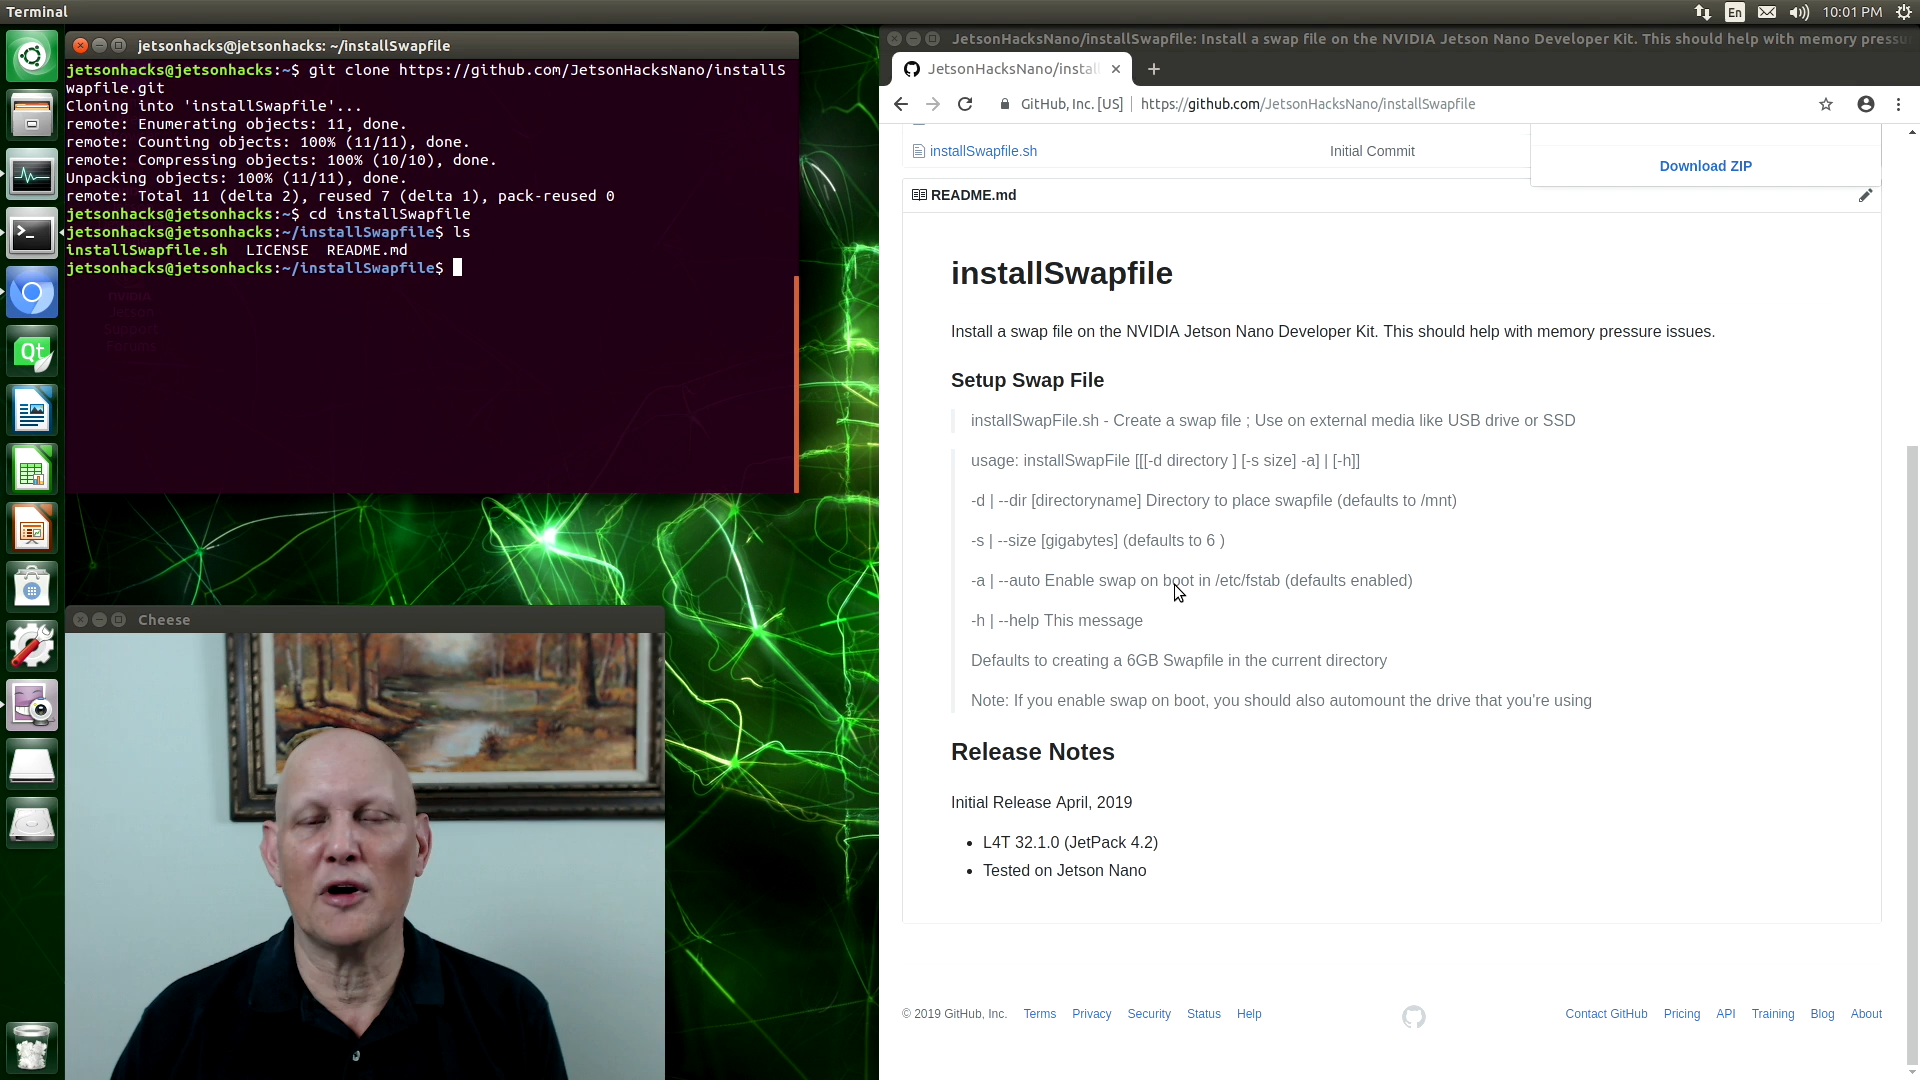 Terminal
En
10:01 PM
jetsonhacks@jetsonhacks: ~/installSwapfile
jetsonhacks@jetsonhacks:~$ git clone https://github.com/JetsonHacksNano/installS
wapfile.git
Cloning into 'installSwapfile'...
remote: Enumerating objects: 11, done.
remote: Counting objects: 100% (11/11), done.
remote: Compressing objects: 100% (10/10), done.
Unpacking objects: 100% (11/11), done.
remote: Total 11 (delta 2), reused 7 (delta 1), pack-reused 0
jetsonhacks@jetsonhacks:~$ cd installSwapfile
jetsonhacks@jetsonhacks:~/installSwapfile$ ls
installSwapfile.sh LICENSE README.md
jetsonhacks@jetsonhacks:~/installSwapfile$
NVIDIA
Jetson
Support
Forums
Qt
Cheese
JetsonHacksNano/installSwapfile: Install a swap file on the NVIDIA Jetson Nano Developer Kit. This should help with memory pressu
JetsonHacksNano/instal
GitHub, Inc. [US]
https://github.com/JetsonHacksNano/installSwapfile
installSwapfile.sh
Initial Commit
Download ZIP
README.md
installSwapfile
Install a swap file on the NVIDIA Jetson Nano Developer Kit. This should help with memory pressure issues.
Setup Swap File
installSwapFile.sh - Create a swap file ; Use on external media like USB drive or SSD
usage: installSwapFile [[[-d directory ] [-s size] -a] | [-h]]
-d | --dir [directoryname] Directory to place swapfile (defaults to /mnt)
-s | --size [gigabytes] (defaults to 6 )
-a | --auto Enable swap on boot in /etc/fstab (defaults enabled)
-h | --help This message
Defaults to creating a 6GB Swapfile in the current directory
Note: If you enable swap on boot, you should also automount the drive that you're using
Release Notes
Initial Release April, 2019
• L4T 32.1.0 (JetPack 4.2)
• Tested on Jetson Nano
© 2019 GitHub, Inc. Terms Privacy Security Status Help
Contact GitHub Pricing API Training Blog About